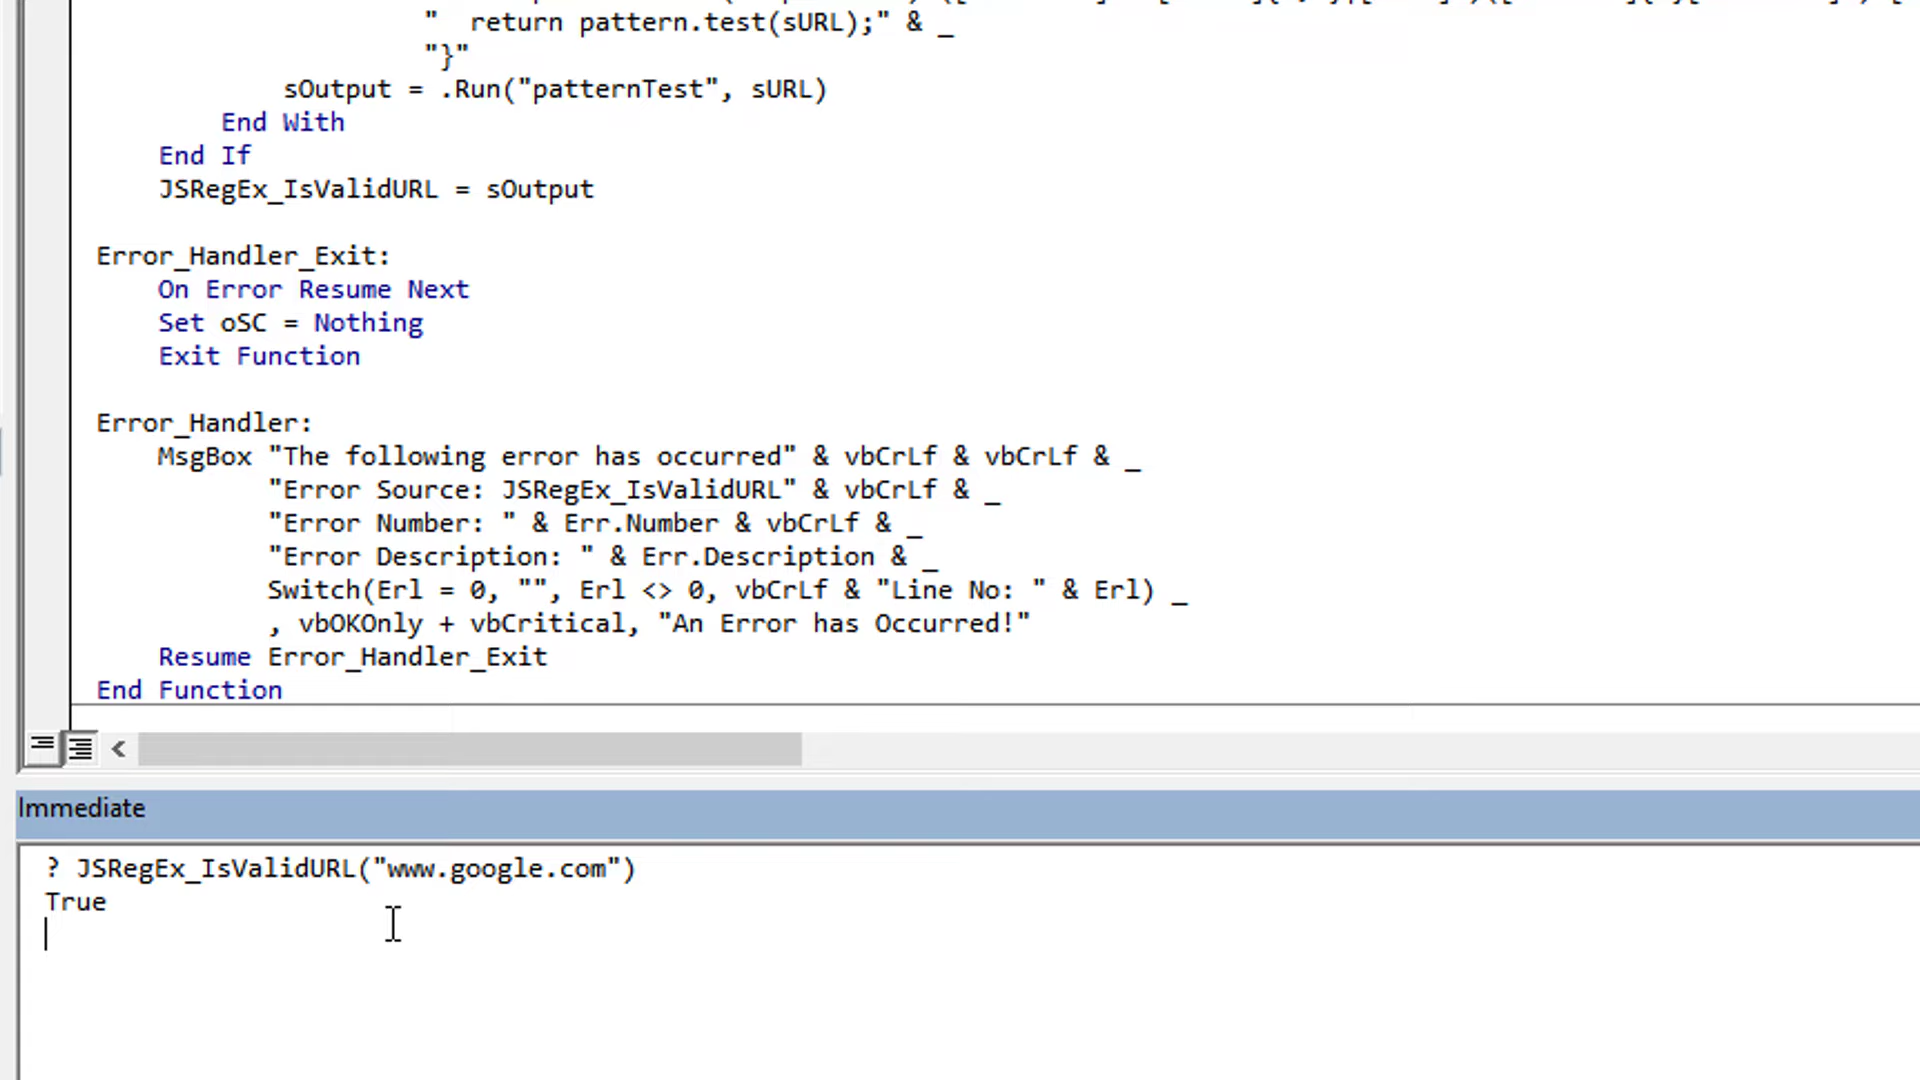 "  return pattern.test(sURL);" & _
"}"
sOutput = .Run("patternTest", sURL)
End With
End If
JSRegEx_IsValidURL = sOutput
Error_Handler_Exit:
On Error Resume Next
Set oSC = Nothing
Exit Function
Error_Handler:
MsgBox "The following error has occurred" & vbCrLf & vbCrLf & _
"Error Source: JSRegEx_IsValidURL" & vbCrLf & _
"Error Number: " & Err.Number & vbCrLf & _
"Error Description: " & Err.Description & _
Switch(Erl = 0, "", Erl <> 0, vbCrLf & "Line No: " & Erl) _
, vbOKOnly + vbCritical, "An Error has Occurred!"
Resume Error_Handler_Exit
End Function
Immediate
? JSRegEx_IsValidURL("www.google.com")
True